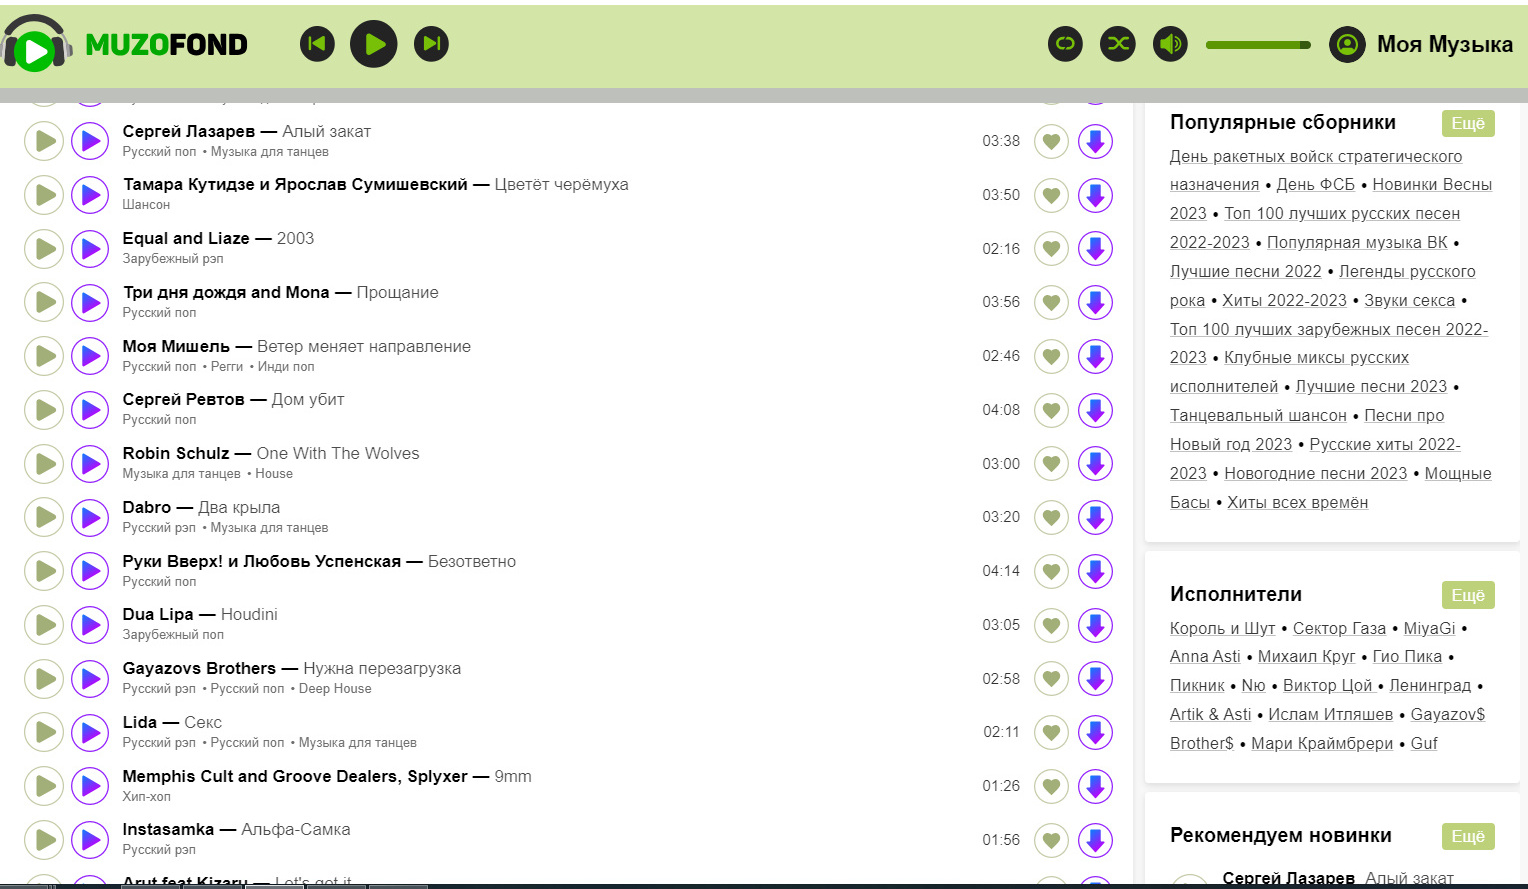 MUZOFOND
Моя Музыка
Сергей Лазарев — Алый закат
Русский поп • Музыка для танцев
03:38
Тамара Кутидзе и Ярослав Сумишевский — Цветёт черёмуха
Шансон
03:50
Equal and Liaze — 2003
Зарубежный рэп
02:16
Три дня дождя and Mona — Прощание
Русский поп
03:56
Моя Мишель — Ветер меняет направление
Русский поп • Регги • Инди поп
02:46
Сергей Ревтов — Дом убит
Русский поп
04:08
Robin Schulz — One With The Wolves
Музыка для танцев • House
03:00
Dabro — Два крыла
Русский рэп • Музыка для танцев
03:20
Руки Вверх! и Любовь Успенская — Безответно
Русский поп
04:14
Dua Lipa — Houdini
Зарубежный поп
03:05
Gayazovs Brothers — Нужна перезагрузка
Русский рэп • Русский поп • Deep House
02:58
Lida — Секс
Русский рэп • Русский поп • Музыка для танцев
02:11
Memphis Cult and Groove Dealers, Splyxer — 9mm
Хип-хоп
01:26
Instasamka — Альфа-Самка
Русский рэп
01:56
Arut feat Kizaru — Let's get it
Популярные сборники
Ещё
День ракетных войск стратегического
назначения • День ФСБ • Новинки Весны
2023 • Топ 100 лучших русских песен
2022-2023 • Популярная музыка ВК •
Лучшие песни 2022 • Легенды русского
рока • Хиты 2022-2023 • Звуки секса •
Топ 100 лучших зарубежных песен 2022-
2023 • Клубные миксы русских
исполнителей • Лучшие песни 2023 •
Танцевальный шансон • Песни про
Новый год 2023 • Русские хиты 2022-
2023 • Новогодние песни 2023 • Мощные
Басы • Хиты всех времён
Исполнители
Ещё
Король и Шут • Сектор Газа • MiyaGi •
Anna Asti • Михаил Круг • Гио Пика •
Пикник • Nю • Виктор Цой • Ленинград •
Artik & Asti • Ислам Итляшев • Gayazov$
Brother$ • Мари Краймбрери • Guf
Рекомендуем новинки
Ещё
Сергей Лазарев Алый закат